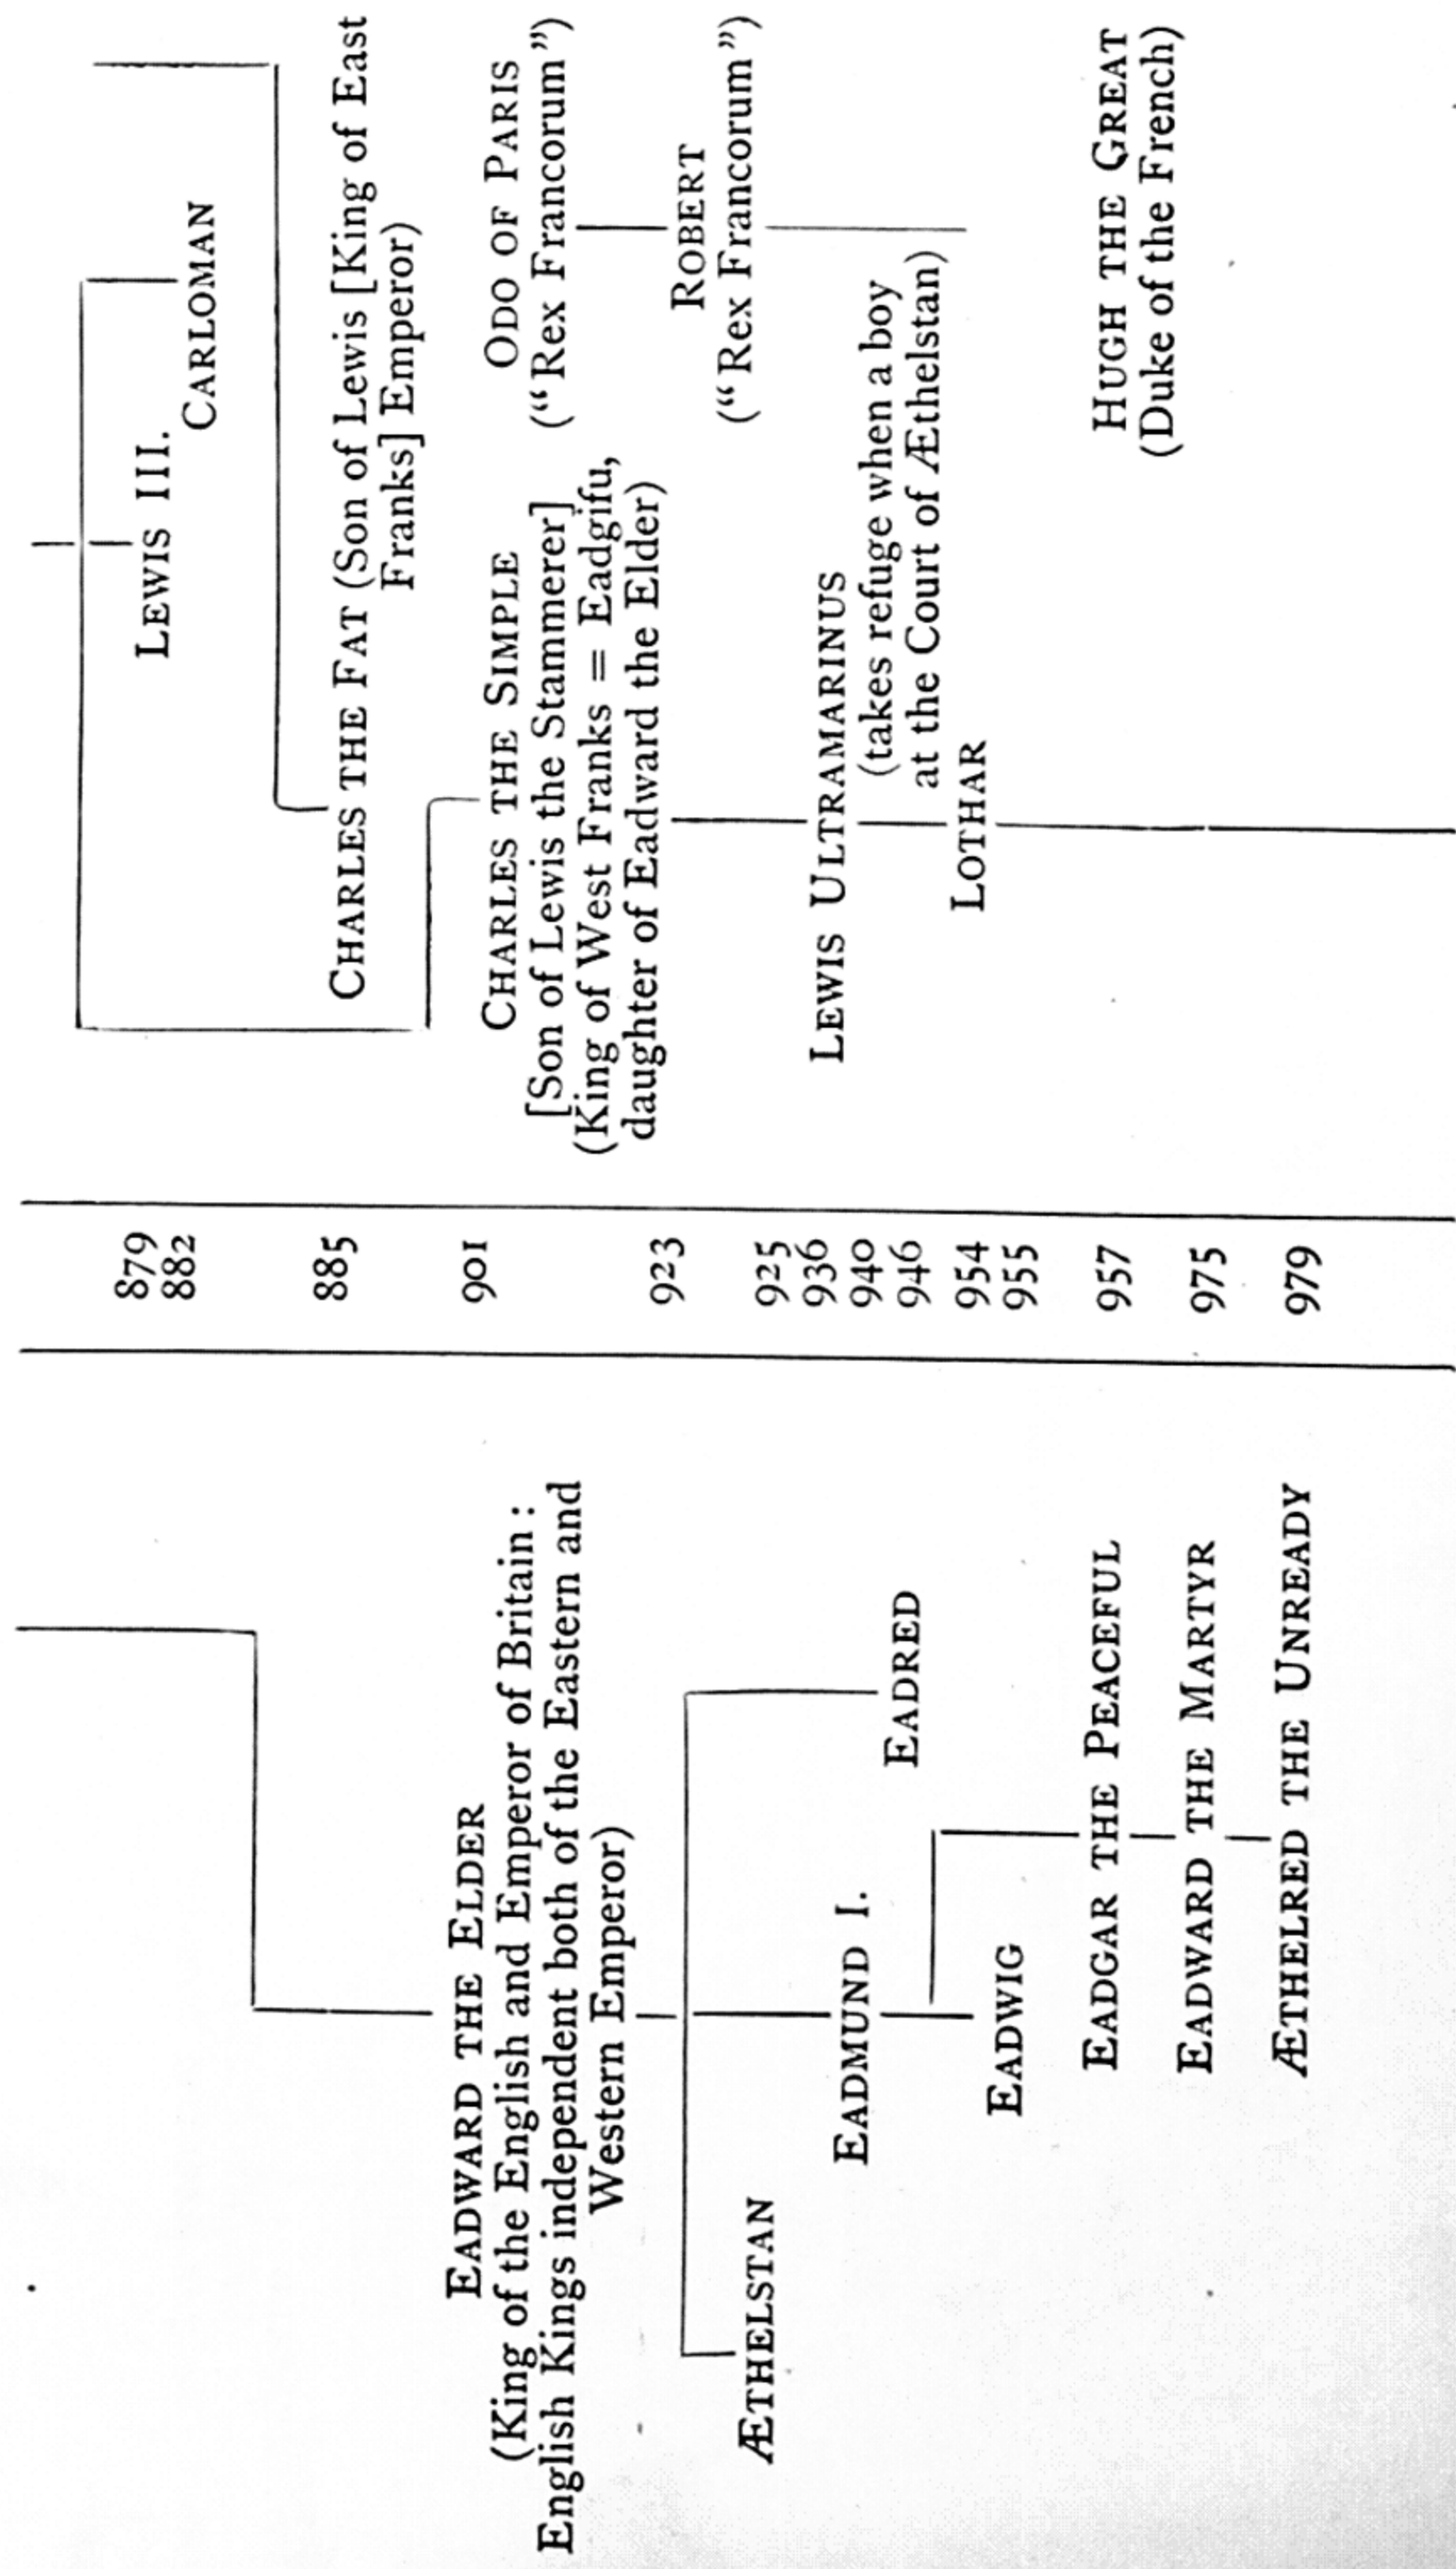 LEWIS III.
CARLOMAN
CHARLES THE FAT (Son of Lewis [King of East
Franks] Emperor)
CHARLES THE SIMPLE
[Son of Lewis the Stammerer]
(King of West Franks = Eadgifu,
daughter of Eadward the Elder)
ODO OF PARIS
("Rex Francorum")
ROBERT
("Rex Francorum")
LEWIS ULTRAMARINUS
(takes refuge when a boy
at the Court of Æthelstan)
LOTHAR
HUGH THE GREAT
(Duke of the French)
879
882
885
901
923
925
936
940
946
954
955
957
975
979
EADWARD THE ELDER
(King of the English and Emperor of Britain :
English Kings independent both of the Eastern and
Western Emperor)
ÆTHELSTAN
EADMUND I.
EADRED
EADWIG
EADGAR THE PEACEFUL
EADWARD THE MARTYR
ÆTHELRED THE UNREADY